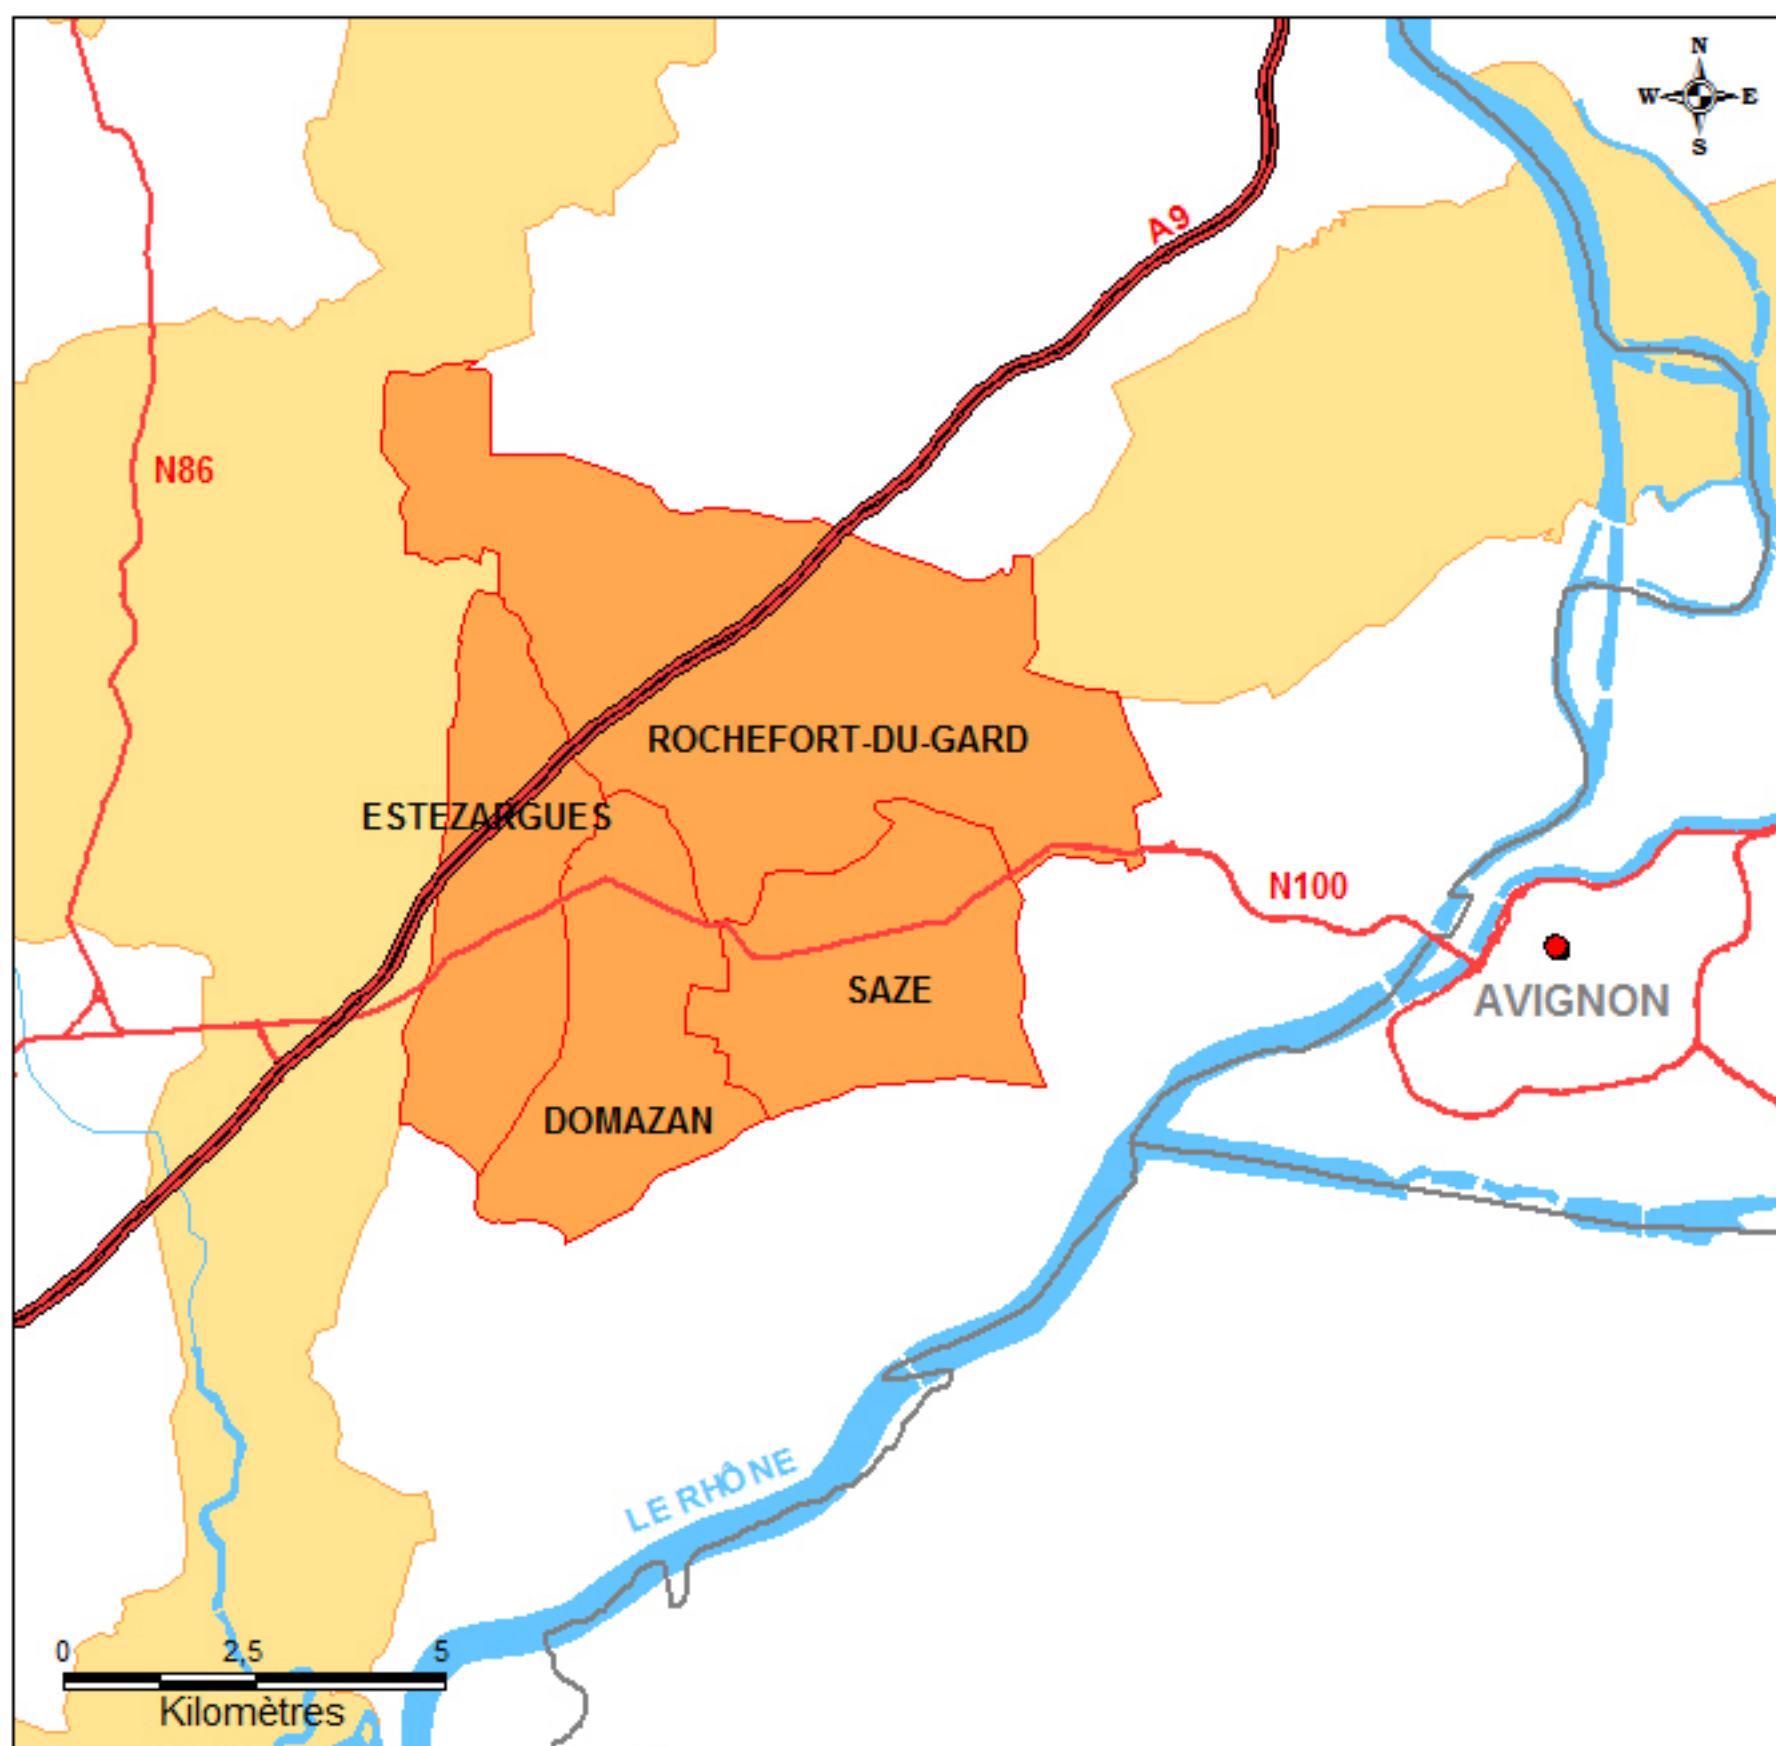 N
W E
S
A9
N86
ROCHEFORT-DU-GARD
ESTEZARGUES
N100
SAZE
AVIGNON
DOMAZAN
LE RHÔNE
0 2,5 5
Kilomètres